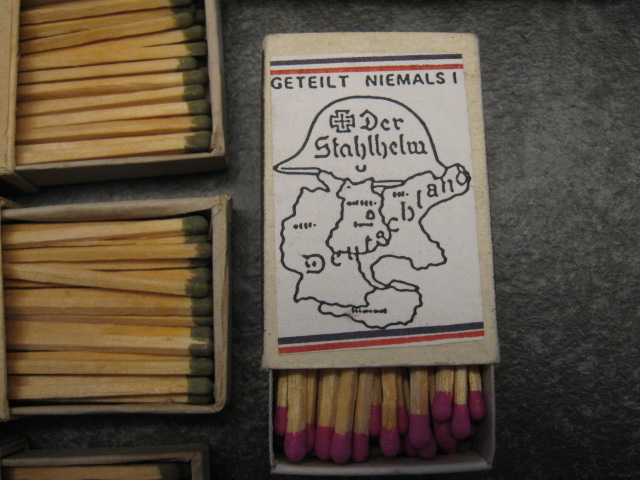 GETEILT NIEMALS!
Der
Stahlhelm
Deutschland